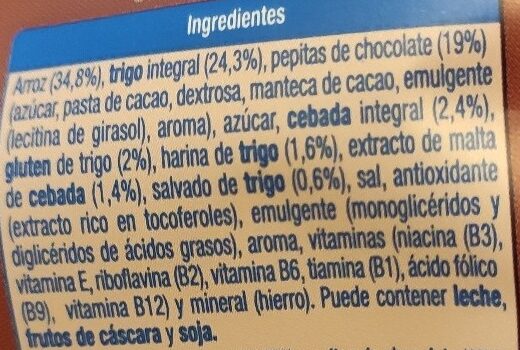 Ingredientes
Arroz (34,8%), trigo integral (24,3%), pepitas de chocolate (19%)
(azúcar, pasta de cacao, dextrosa, manteca de cacao, emulgente
(lecitina de girasol), aroma), azúcar, cebada integral (2,4%),
gluten de trigo (2%), harina de trigo (1,6%), extracto de malta
de cebada (1,4%), salvado de trigo (0,6%), sal, antioxidante
(extracto rico en tocoferoles), emulgente (monoglicéridos y
diglicéridos de ácidos grasos), aroma, vitaminas (niacina (B3),
vitamina E, riboflavina (B2), vitamina B6, tiamina (B1), ácido fólico
(B9), vitamina B12) y mineral (hierro). Puede contener leche,
frutos de cáscara y soja.